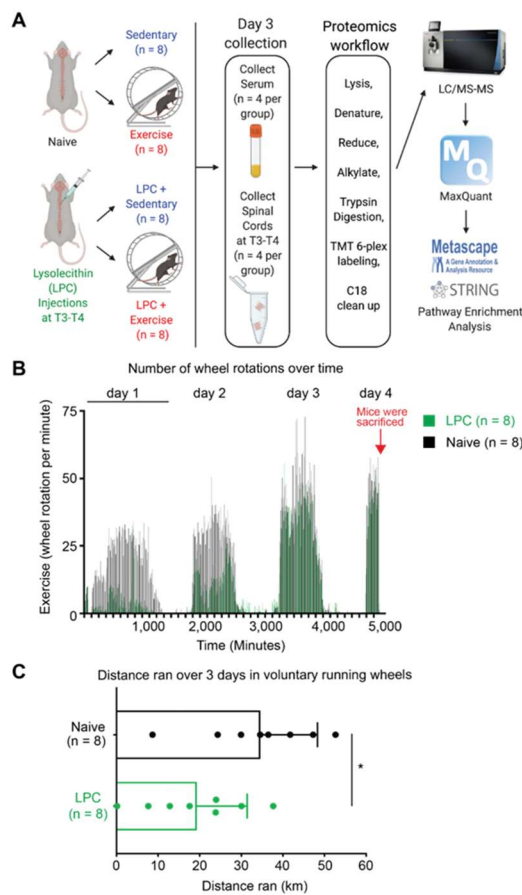 A
Naive
Lysolecithin
(LPC)
Injections
at T3-T4
Sedentary
(n = 8)
Exercise
(n = 8)
LPC +
Sedentary
(n = 8)
LPC +
Exercise
(n = 8)
Day 3
collection
Collect
Serum
(n = 4 per
group)
Collect
Spinal
Cords
at T3-T4
(n = 4 per
group)
Proteomics
workflow
Lysis,
Denature,
Reduce,
Alkylate,
Trypsin
Digestion,
TMT 6-plex
labeling,
C18
clean up
LC/MS-MS
MQ
MaxQuant
Metascape
A Gene Annotation &
Analysis Resource
STRING
Pathway Enrichment
Analysis
B
Number of wheel rotations over time
day 1
day 2
day 3
day 4
Mice were
sacrificed
LPC (n = 8)
Naive (n = 8)
Exercise (wheel rotation per minute)
75
50
25
0
1,000
2,000
3,000
4,000
5,000
Time (Minutes)
C
Distance ran over 3 days in voluntary running wheels
Naive
(n = 8)
LPC
(n = 8)
*
0
10
20
30
40
50
60
Distance ran (km)